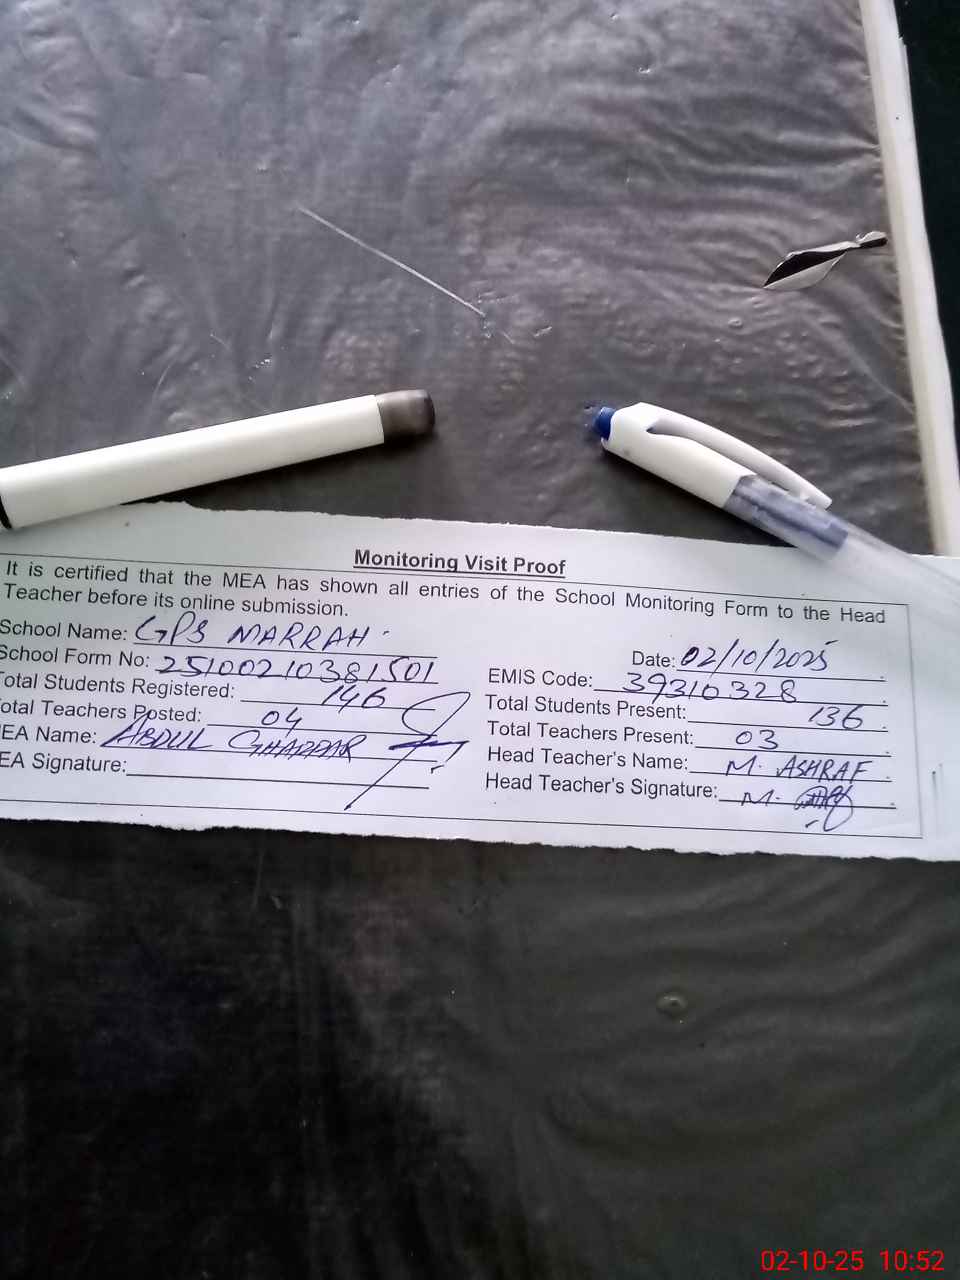 Monitoring Visit Proof
It is certified that the MEA has shown all entries of the School Monitoring Form to the Head
Teacher before its online submission.
School Name: GPS MARRAH.
Date: 02/10/2025.
School Form No: 25100210381501
EMIS Code: 39310328.
Total Students Registered: 146
Total Students Present: 136
otal Teachers Posted: 04
Total Teachers Present: 03.
EA Name: ABDUL GHAFFAR
Head Teacher's Name: M. ASHRAF.
EA Signature:
Head Teacher's Signature: M.
02-10-25 10:52